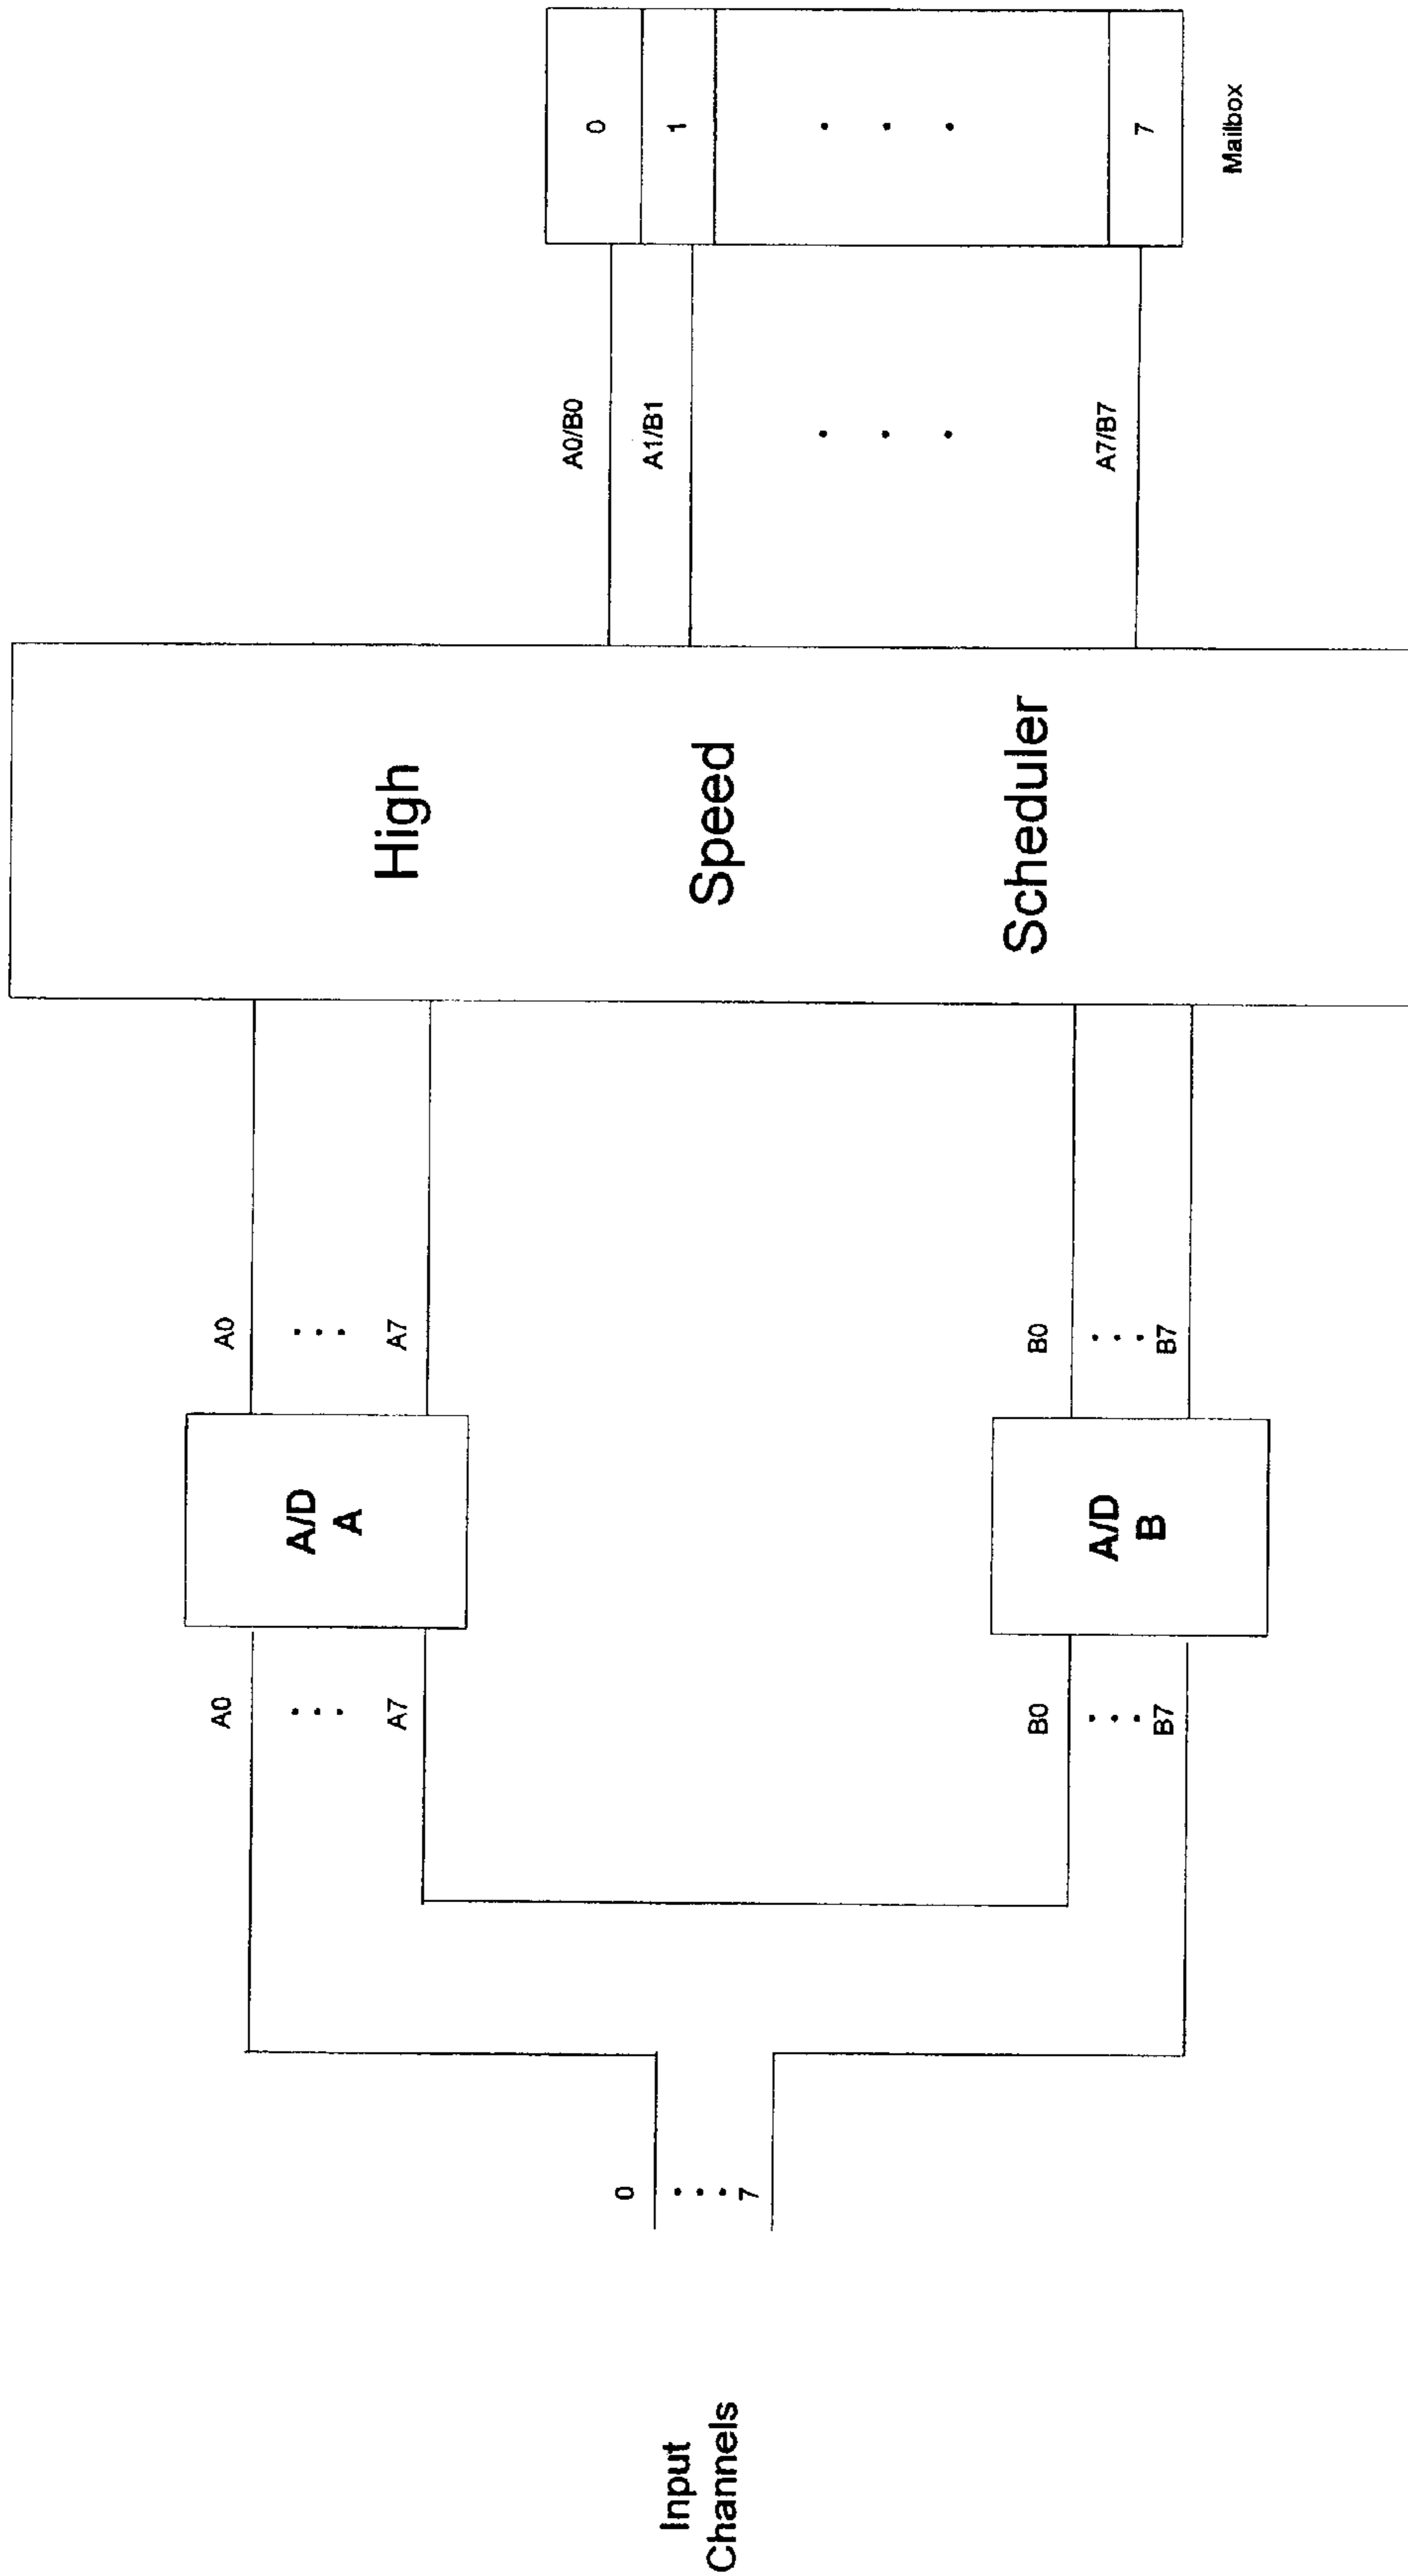 Input
Channels
0
7
A0
A7
B0
B7
A/D
A
A/D
B
A0
A7
B0
B7
High
Speed
Scheduler
A0/B0
A1/B1
A7/B7
0
1
7
Mailbox